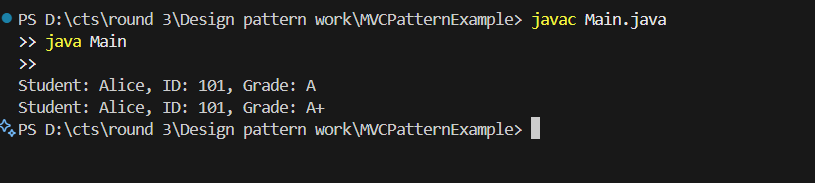 PS D:\cts\round 3\Design pattern work\MVCPatternExample> javac Main.java
>> java Main
>>
Student: Alice, ID: 101, Grade: A
Student: Alice, ID: 101, Grade: A+
PS D:\cts\round 3\Design pattern work\MVCPatternExample>